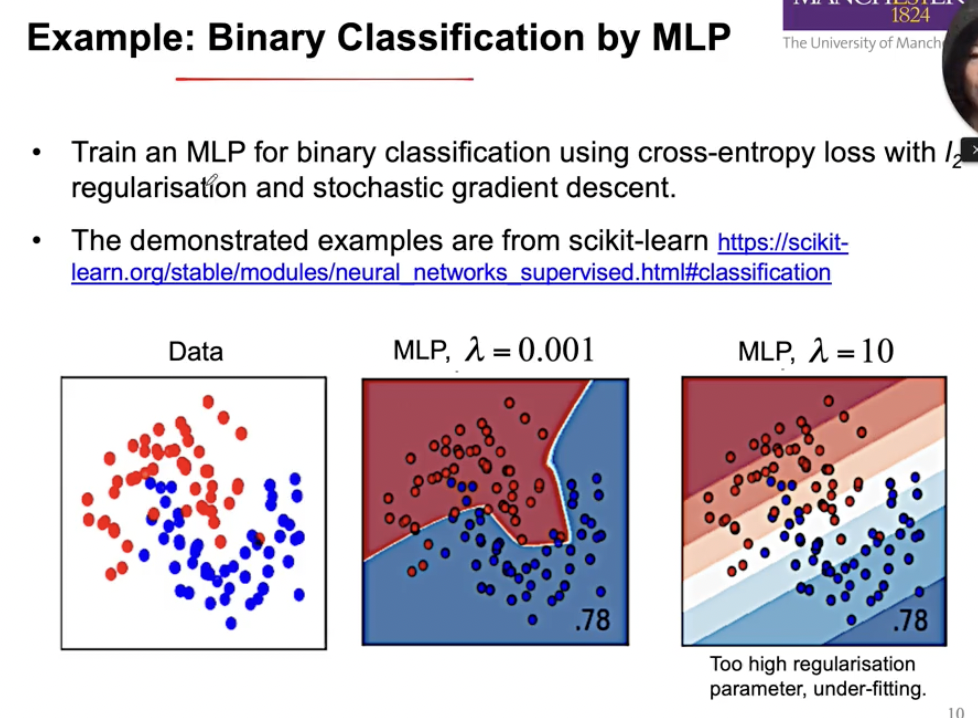 MANCHESTER
1824
The University of Manch
Example: Binary Classification by MLP
• Train an MLP for binary classification using cross-entropy loss with l2
regularisation and stochastic gradient descent.
• The demonstrated examples are from scikit-learn https://scikit-
learn.org/stable/modules/neural_networks_supervised.html#classification
Data
MLP, λ = 0.001
MLP, λ = 10
.78
.78
Too high regularisation
parameter, under-fitting.
10